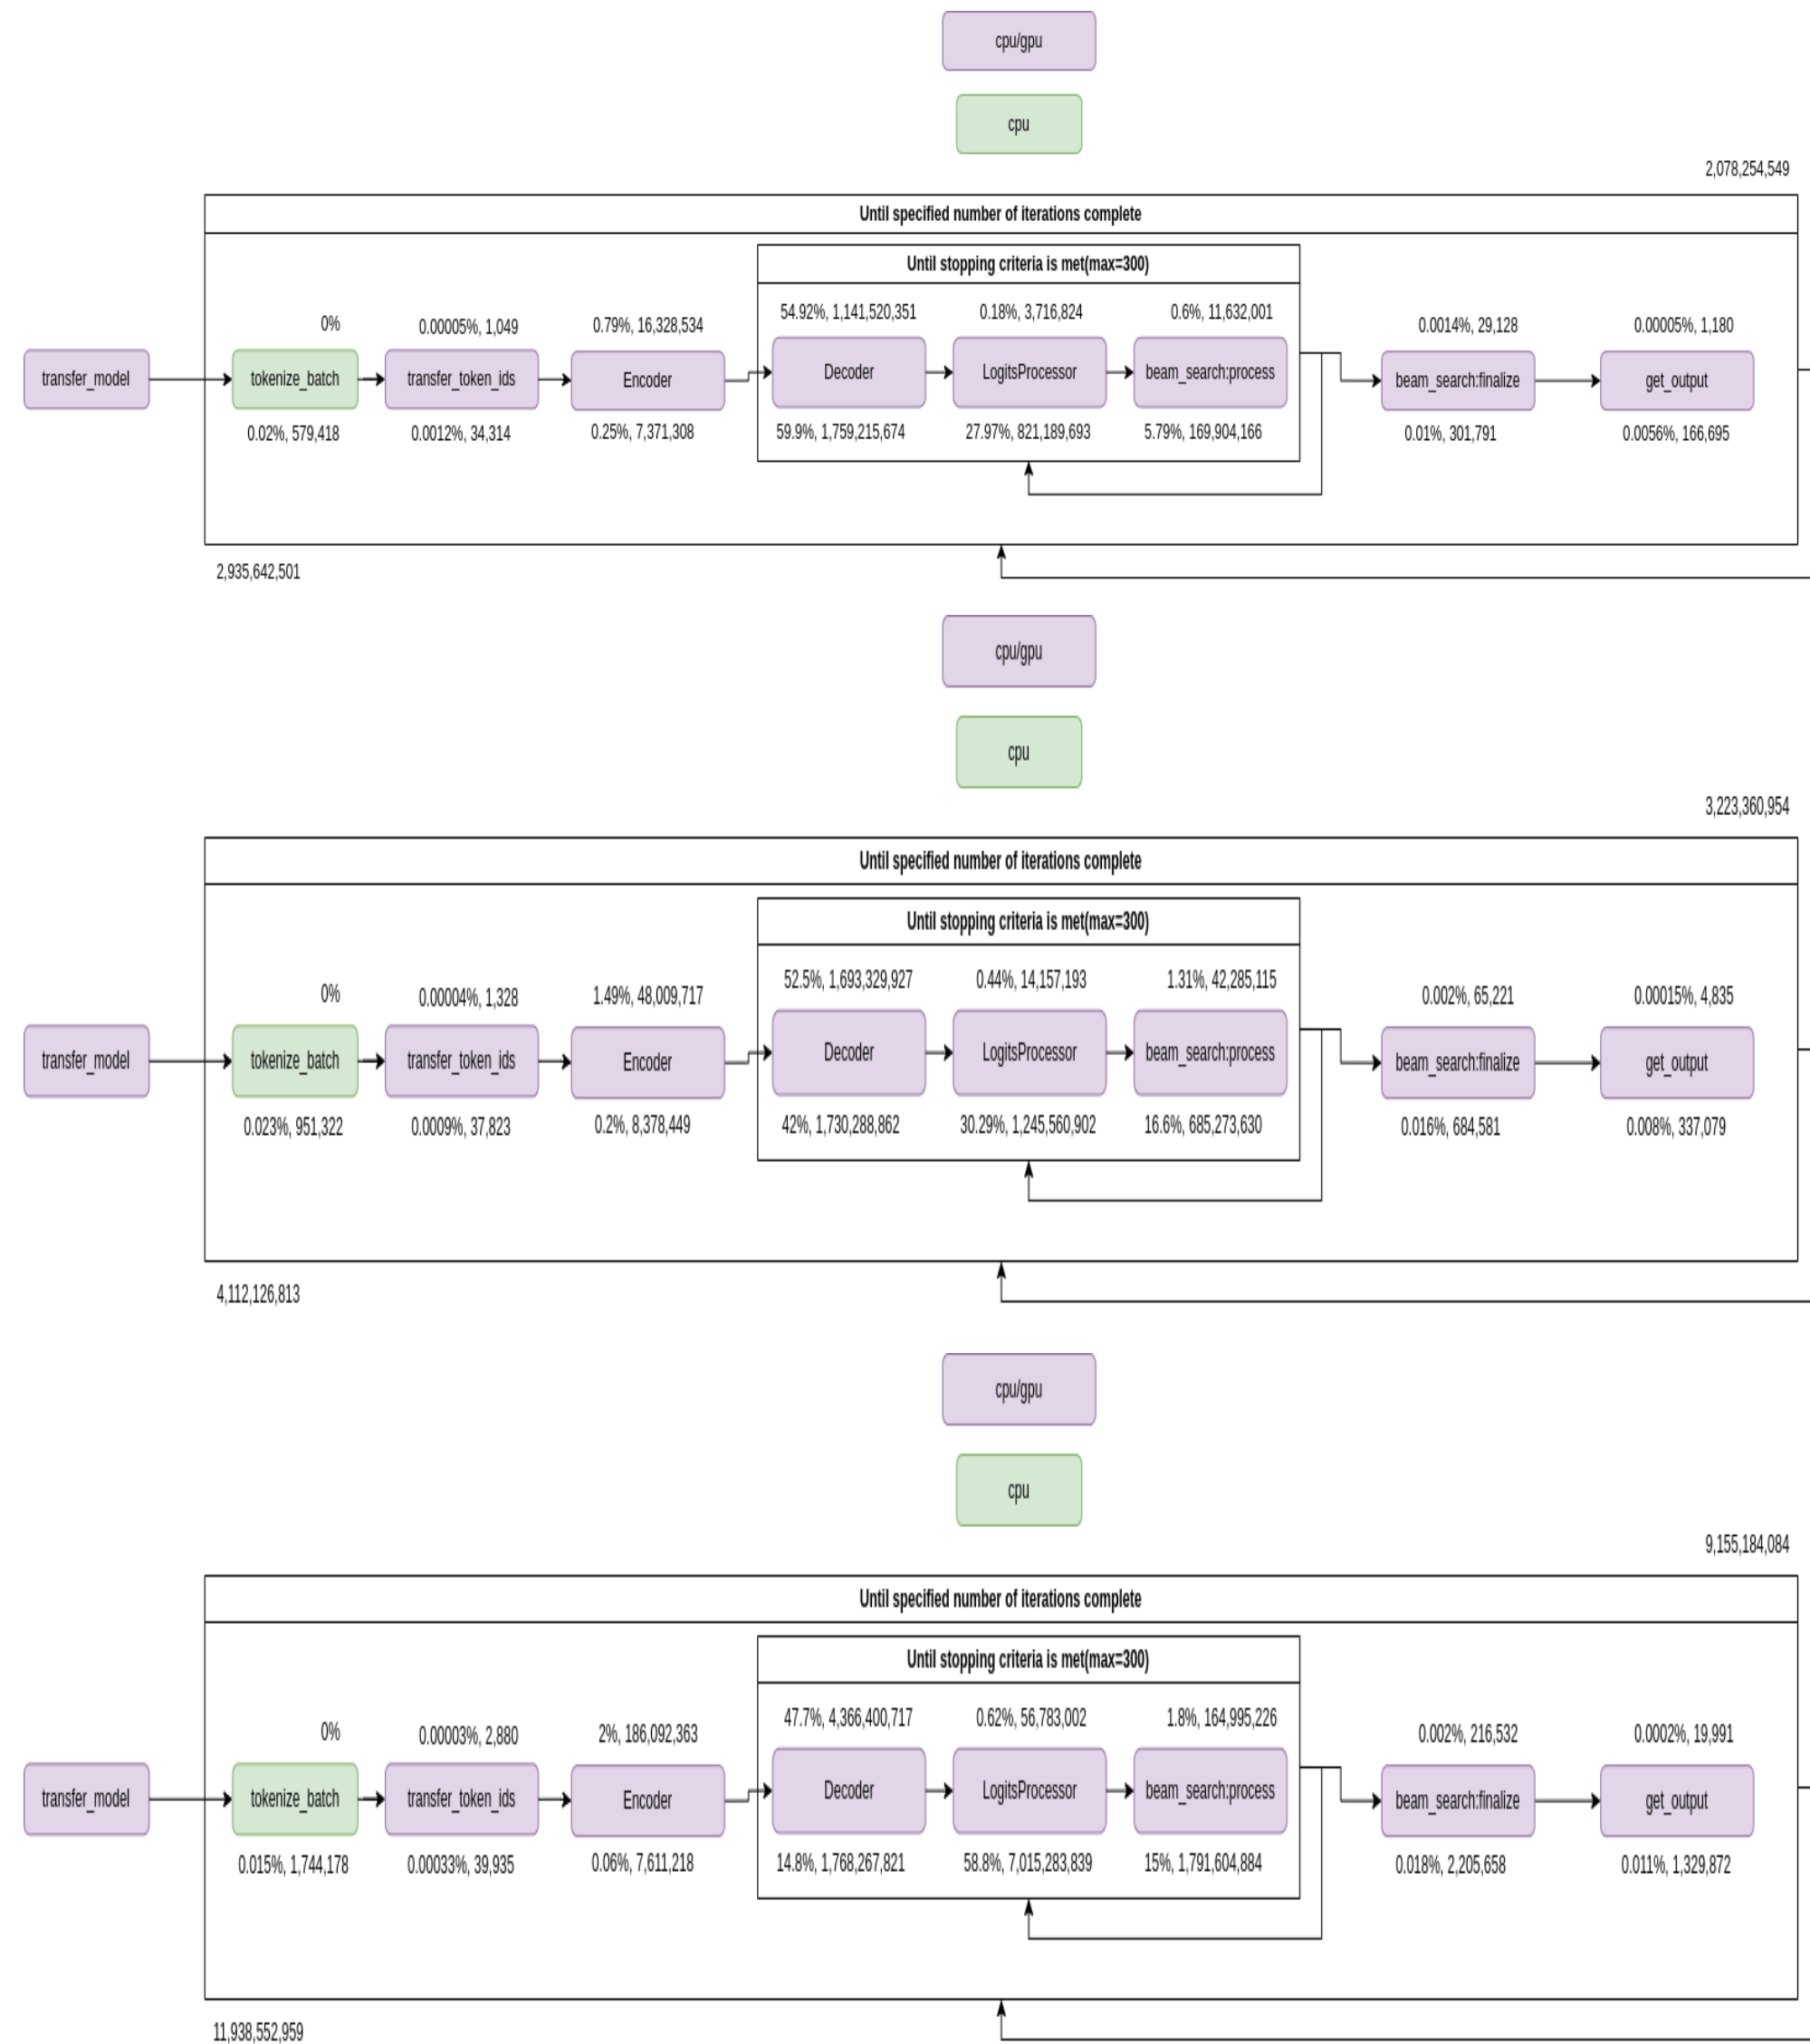 cpu/gpu
cpu
2,078,254,549
Until specified number of iterations complete
Until stopping criteria is met(max=300)
0%
0.00005%, 1,049
0.79%, 16,328,534
54.92%, 1,141,520,351
0.18%, 3,716,824
0.6%, 11,632,001
0.0014%, 29,128
0.00005%, 1,180
transfer_model
tokenize_batch
transfer_token_ids
Encoder
Decoder
LogitsProcessor
beam_search:process
beam_search:finalize
get_output
0.02%, 579,418
0.0012%, 34,314
0.25%, 7,371,308
59.9%, 1,759,215,674
27.97%, 821,189,693
5.79%, 169,904,166
0.01%, 301,791
0.0056%, 166,695
2,935,642,501
cpu/gpu
cpu
3,223,360,954
Until specified number of iterations complete
Until stopping criteria is met(max=300)
0%
0.00004%, 1,328
1.49%, 48,009,717
52.5%, 1,693,329,927
0.44%, 14,157,193
1.31%, 42,285,115
0.002%, 65,221
0.00015%, 4,835
transfer_model
tokenize_batch
transfer_token_ids
Encoder
Decoder
LogitsProcessor
beam_search:process
beam_search:finalize
get_output
0.023%, 951,322
0.0009%, 37,823
0.2%, 8,378,449
42%, 1,730,288,862
30.29%, 1,245,560,902
16.6%, 685,273,630
0.016%, 684,581
0.008%, 337,079
4,112,126,813
cpu/gpu
cpu
9,155,184,084
Until specified number of iterations complete
Until stopping criteria is met(max=300)
0%
0.00003%, 2,880
2%, 186,092,363
47.7%, 4,366,400,717
0.62%, 56,783,002
1.8%, 164,995,226
0.002%, 216,532
0.0002%, 19,991
transfer_model
tokenize_batch
transfer_token_ids
Encoder
Decoder
LogitsProcessor
beam_search:process
beam_search:finalize
get_output
0.015%, 1,744,178
0.00033%, 39,935
0.06%, 7,611,218
14.8%, 1,768,267,821
58.8%, 7,015,283,839
15%, 1,791,604,884
0.018%, 2,205,658
0.011%, 1,329,872
11,938,552,959